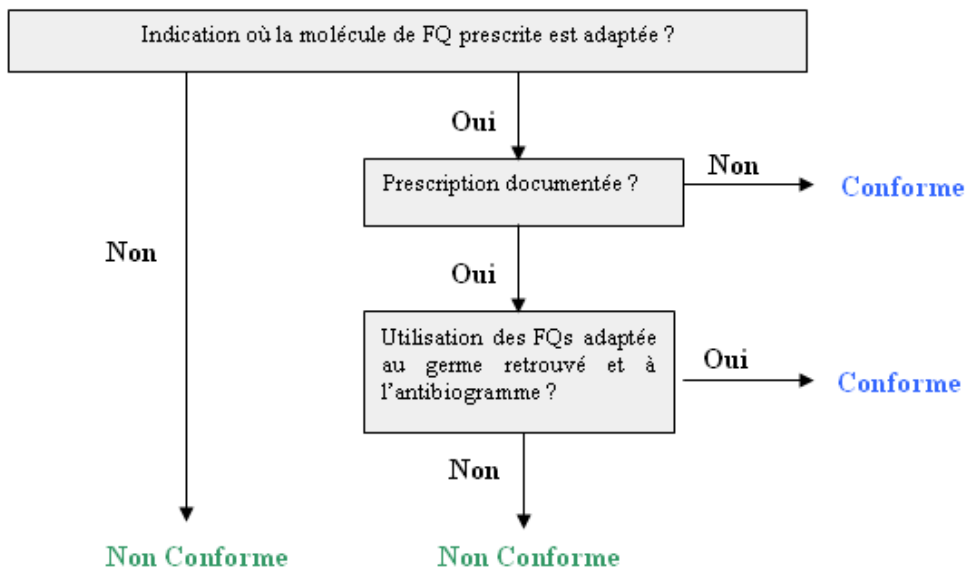 Indication où la molécule de FQ prescrite est adaptée ?
Oui
Prescription documentée ?
Non
Conforme
Non
Oui
Utilisation des FQs adaptée
au germe retrouvé et à
l'antibiogramme ?
Oui
Conforme
Non
Non Conforme
Non Conforme